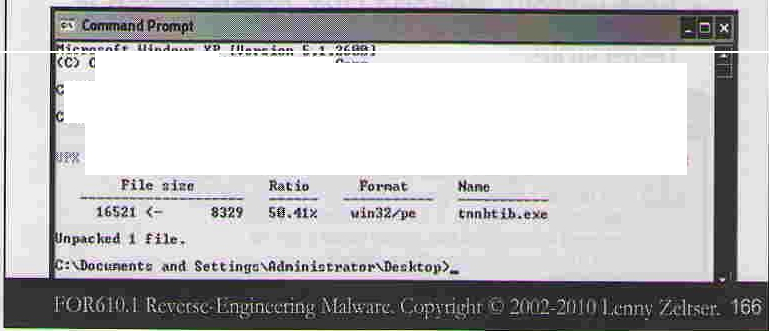 Command Prompt
Microsoft Windows XP [Version 5.1.2600]
(C) C
C
C
UPX
File size Ratio Format Name
16521 <- 8329 50.41% win32/pe tnnbtib.exe
Unpacked 1 file.
C:\Documents and Settings\Administrator\Desktop>_
FOR610.1 Reverse-Engineering Malware. Copyright © 2002-2010 Lenny Zeltser. 166